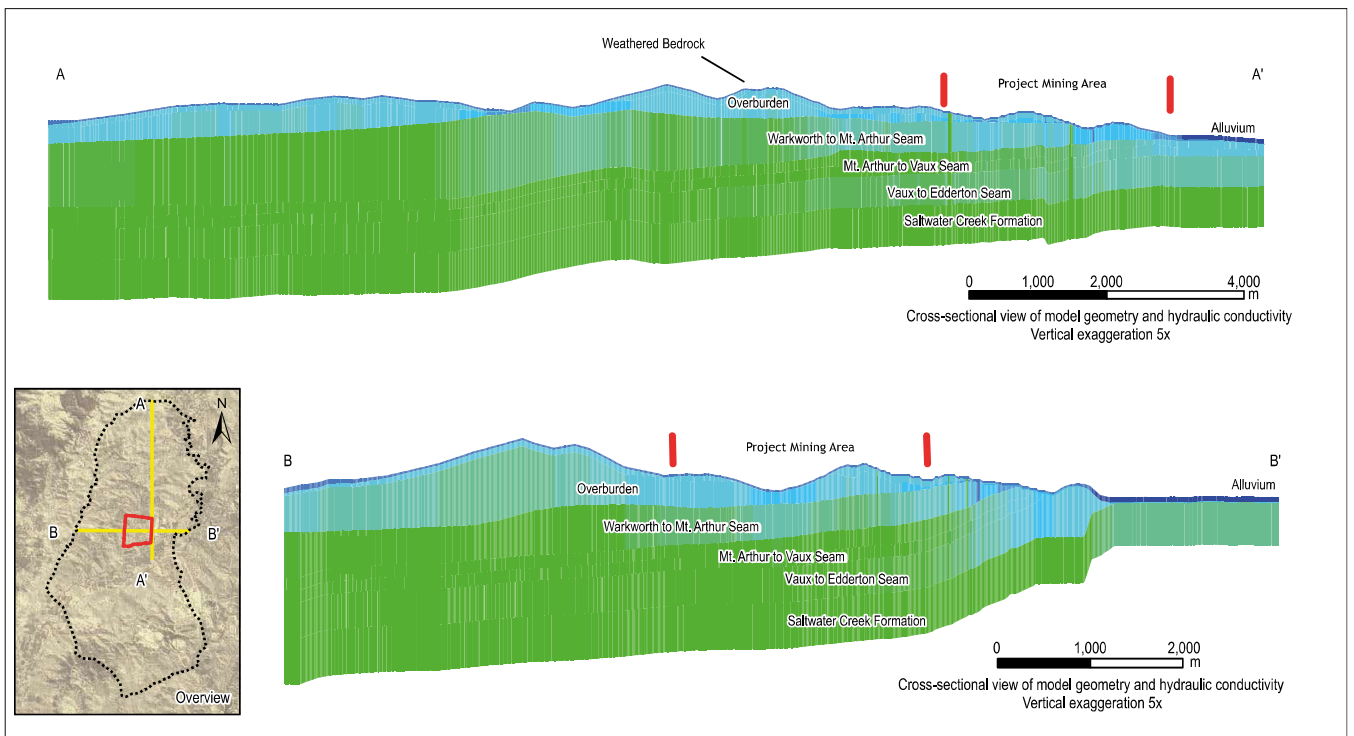 Weathered Bedrock
A
Project Mining Area
A'
Overburden
Alluvium
Warkworth to Mt. Arthur Seam
Mt. Arthur to Vaux Seam
Vaux to Edderton Seam
Saltwater Creek Formation
0 1,000 2,000 4,000
m
Cross-sectional view of model geometry and hydraulic conductivity
Vertical exaggeration 5x
A
N
B
B'
A'
Overview
B
Project Mining Area
B'
Overburden
Alluvium
Warkworth to Mt. Arthur Seam
Mt. Arthur to Vaux Seam
Vaux to Edderton Seam
Saltwater Creek Formation
0 1,000 2,000
m
Cross-sectional view of model geometry and hydraulic conductivity
Vertical exaggeration 5x